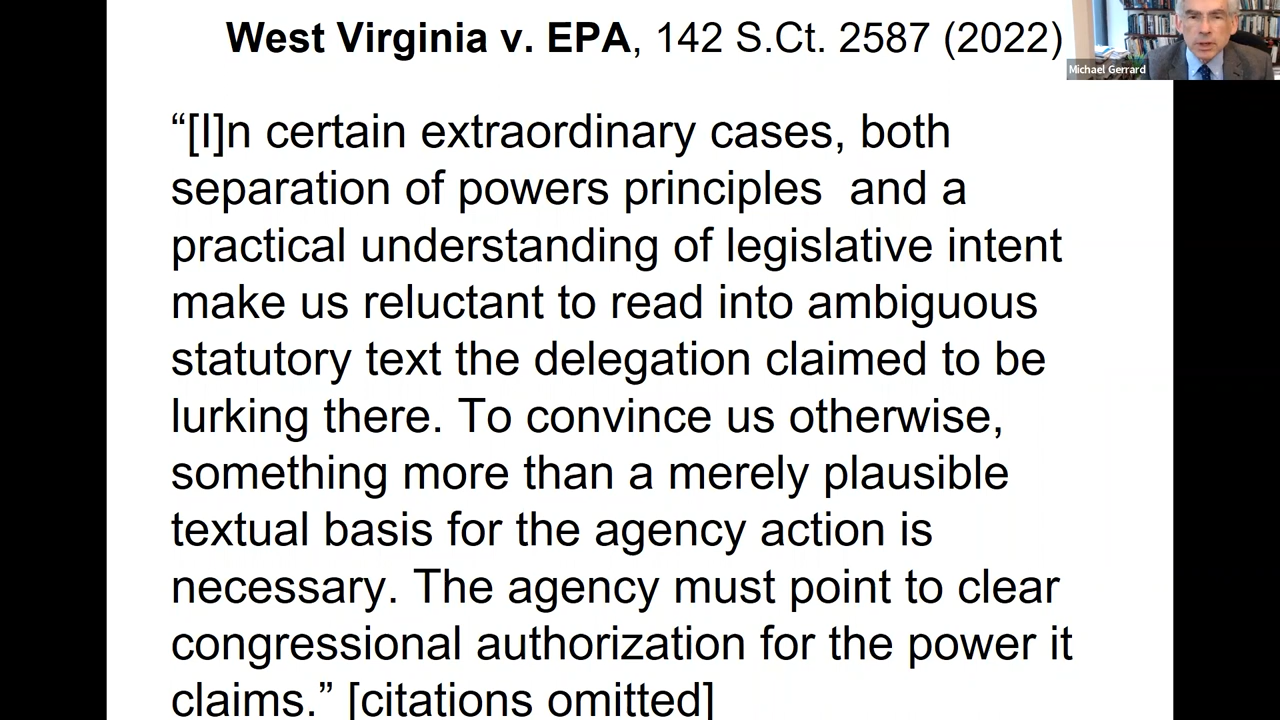 West Virginia v. EPA, 142 S.Ct. 2587 (2022)
Michael Gerrard
“[I]n certain extraordinary cases, both
separation of powers principles  and a
practical understanding of legislative intent
make us reluctant to read into ambiguous
statutory text the delegation claimed to be
lurking there. To convince us otherwise,
something more than a merely plausible
textual basis for the agency action is
necessary. The agency must point to clear
congressional authorization for the power it
claims.” [citations omitted]